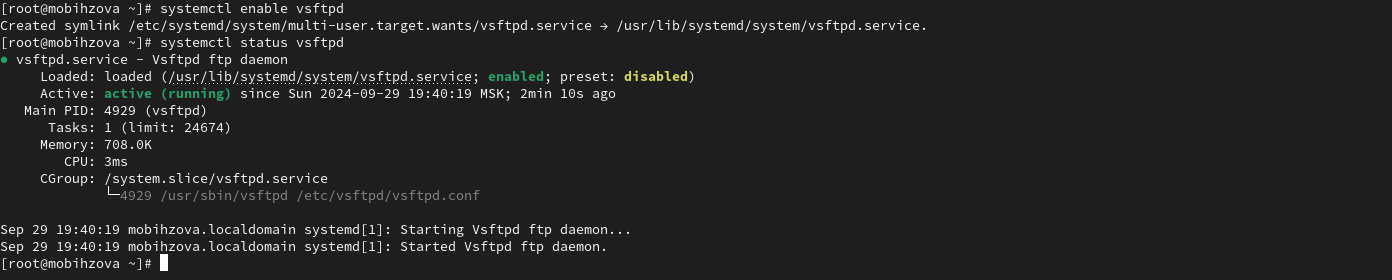 [root@mobihzova ~]# systemctl enable vsftpd
Created symlink /etc/systemd/system/multi-user.target.wants/vsftpd.service → /usr/lib/systemd/system/vsftpd.service.
[root@mobihzova ~]# systemctl status vsftpd
● vsftpd.service - Vsftpd ftp daemon
     Loaded: loaded (/usr/lib/systemd/system/vsftpd.service; enabled; preset: disabled)
     Active: active (running) since Sun 2024-09-29 19:40:19 MSK; 2min 10s ago
   Main PID: 4929 (vsftpd)
      Tasks: 1 (limit: 24674)
     Memory: 708.0K
        CPU: 3ms
     CGroup: /system.slice/vsftpd.service
             └─4929 /usr/sbin/vsftpd /etc/vsftpd/vsftpd.conf

Sep 29 19:40:19 mobihzova.localdomain systemd[1]: Starting Vsftpd ftp daemon...
Sep 29 19:40:19 mobihzova.localdomain systemd[1]: Started Vsftpd ftp daemon.
[root@mobihzova ~]#